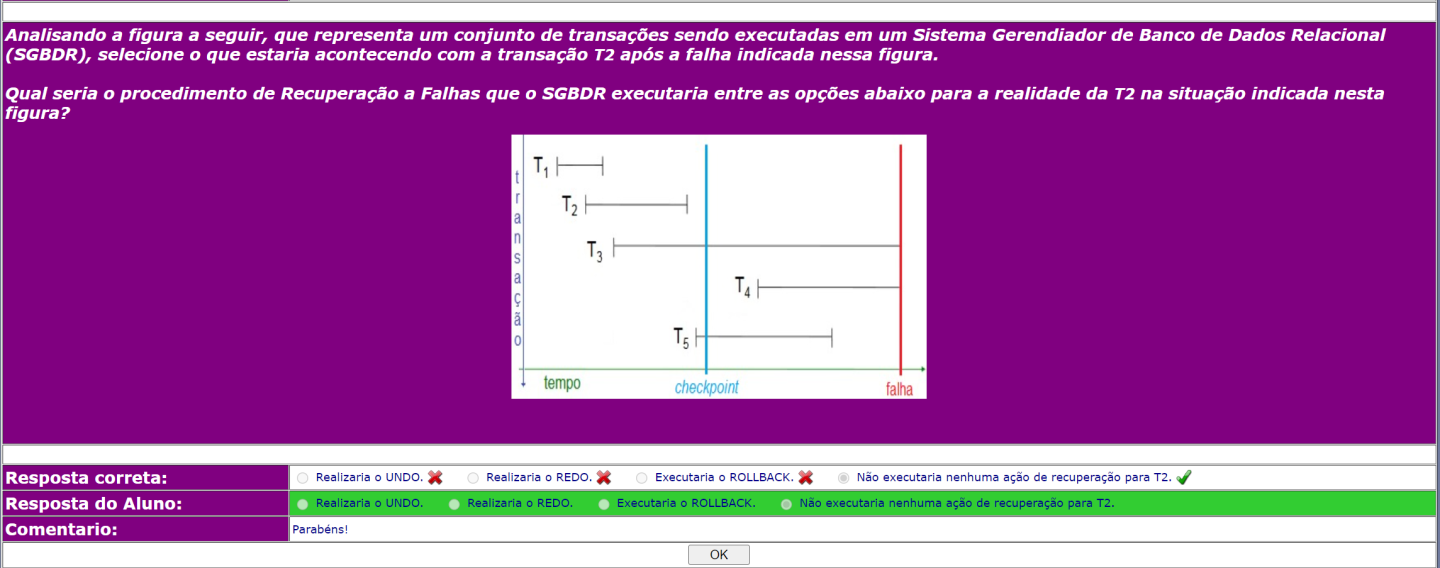 Analisando a figura a seguir, que representa um conjunto de transações sendo executadas em um Sistema Gerendiador de Banco de Dados Relacional
(SGBDR), selecione o que estaria acontecendo com a transação T2 após a falha indicada nessa figura.
Qual seria o procedimento de Recuperação a Falhas que o SGBDR executaria entre as opções abaixo para a realidade da T2 na situação indicada nesta
figura?
transação
T1
T2
T3
T4
T5
tempo
checkpoint
falha
Resposta correta: Realizaria o UNDO. Realizaria o REDO. Executaria o ROLLBACK. Não executaria nenhuma ação de recuperação para T2.
Resposta do Aluno: Realizaria o UNDO. Realizaria o REDO. Executaria o ROLLBACK. Não executaria nenhuma ação de recuperação para T2.
Comentario: Parabéns!
OK